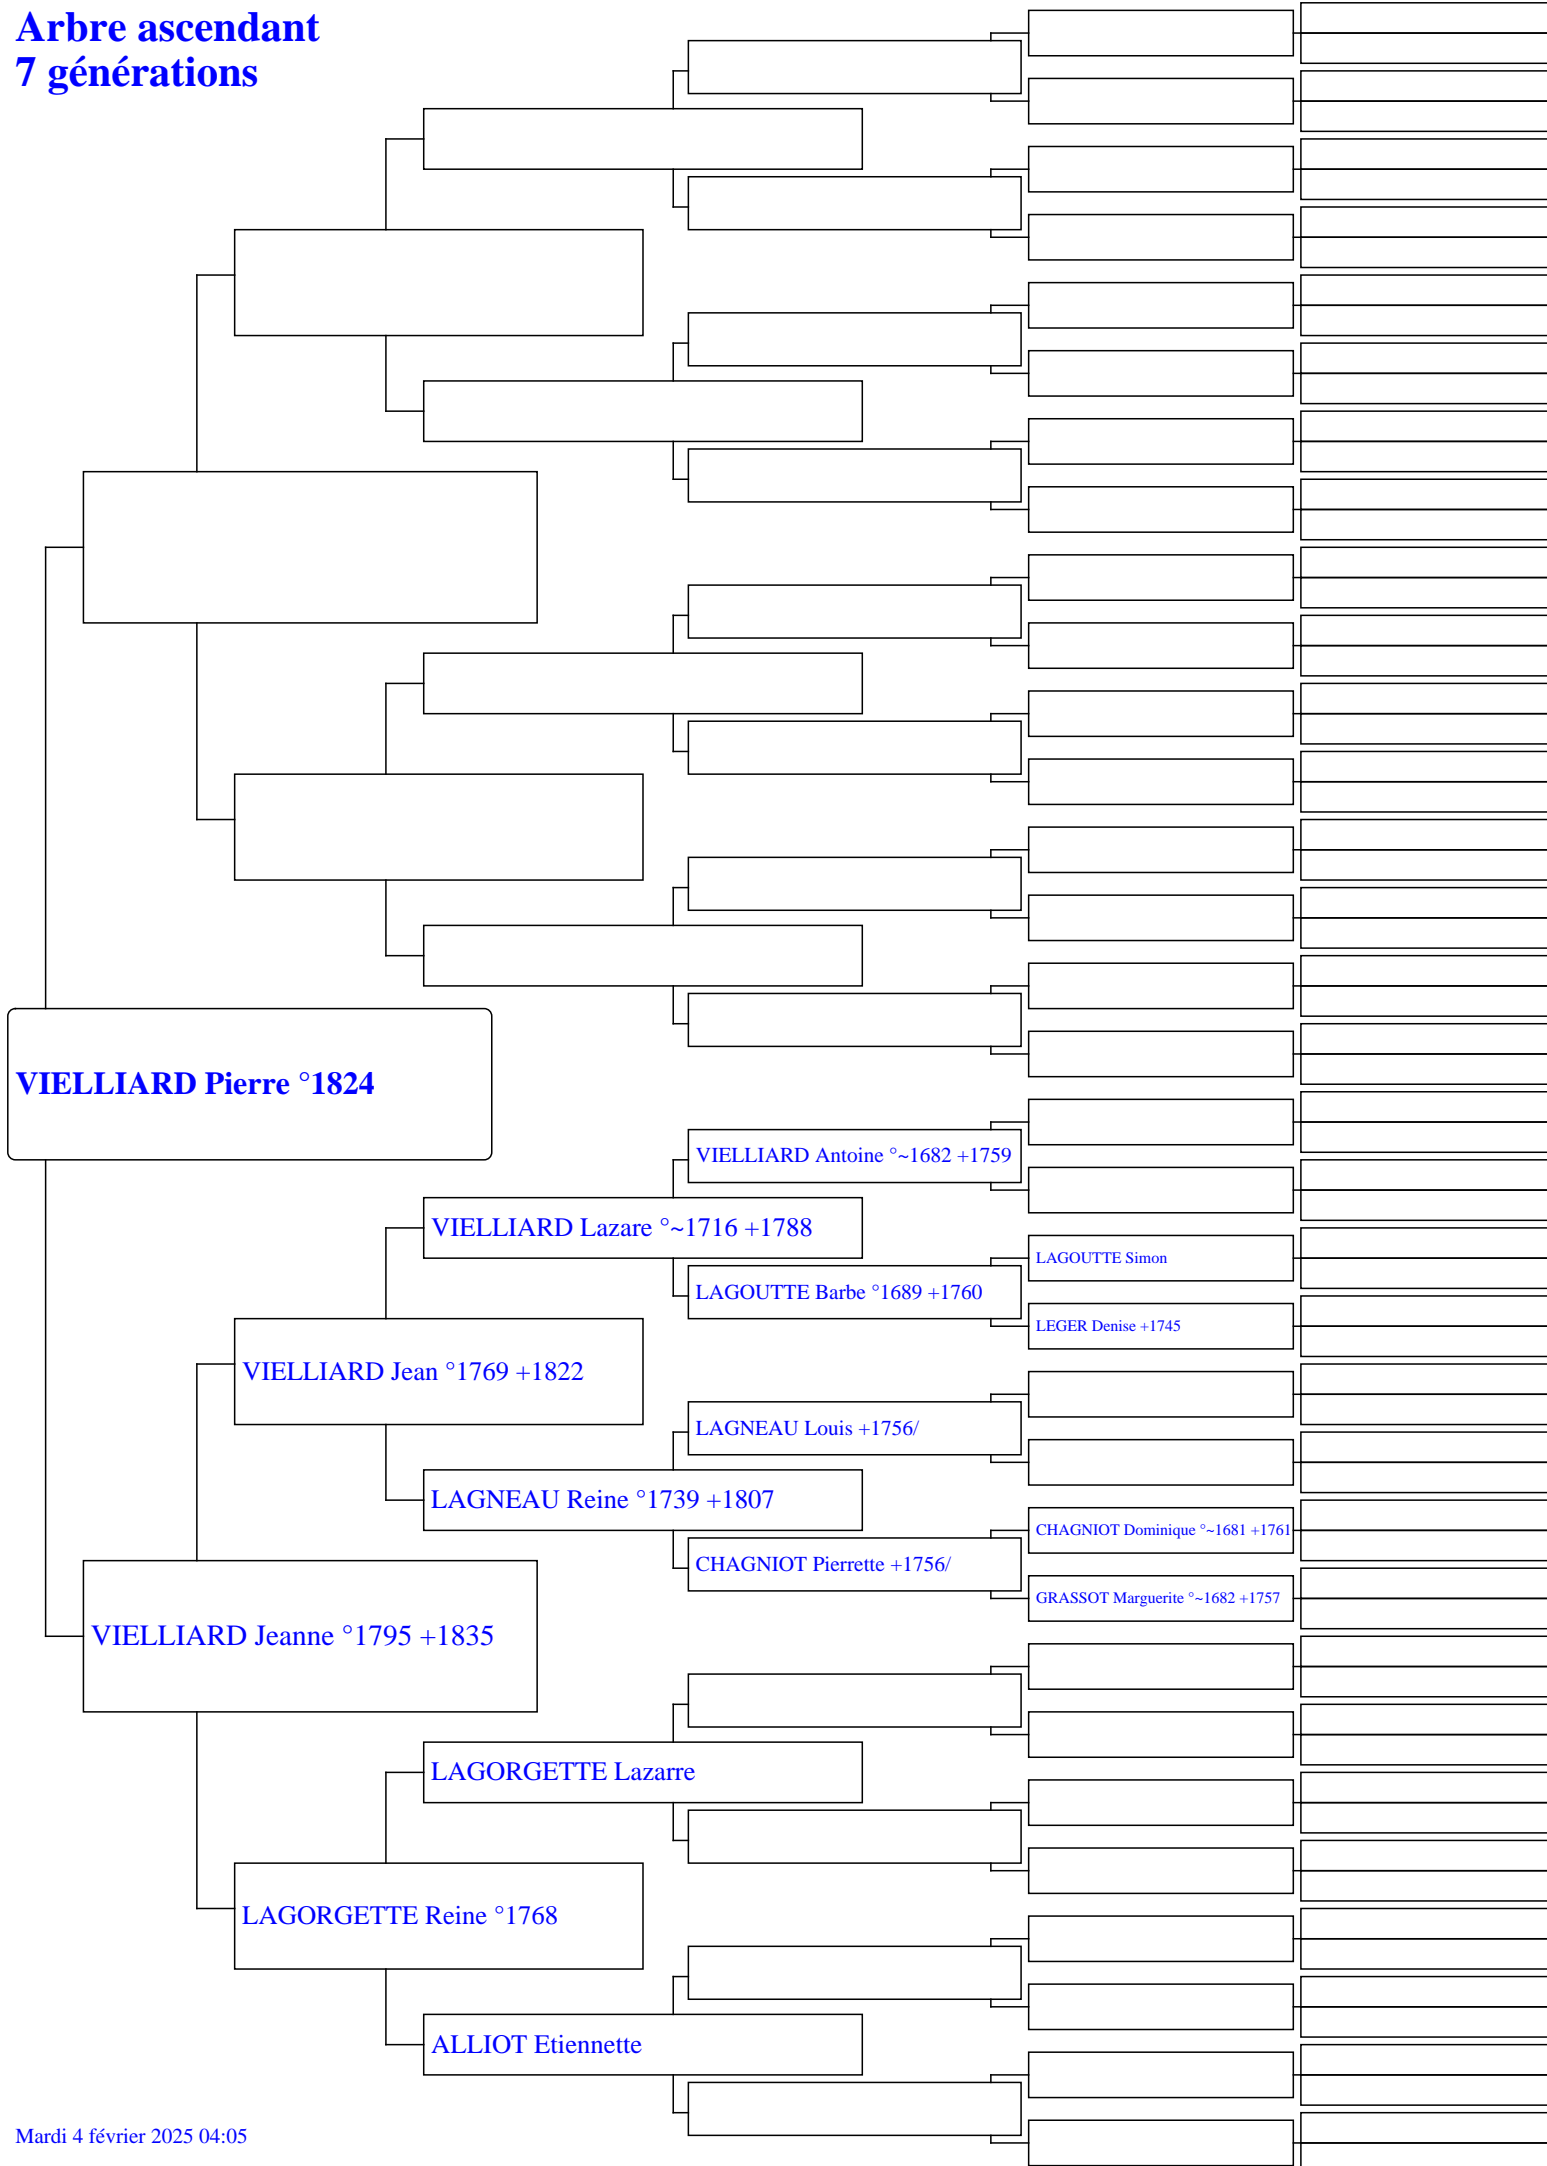 Arbre ascendant
7 générations
VIELLIARD Pierre °1824
VIELLIARD Antoine °~1682 +1759
VIELLIARD Lazare °~1716 +1788
LAGOUTTE Simon
LAGOUTTE Barbe °1689 +1760
LEGER Denise +1745
VIELLIARD Jean °1769 +1822
LAGNEAU Louis +1756/
LAGNEAU Reine °1739 +1807
CHAGNIOT Dominique °~1681 +1761
CHAGNIOT Pierrette +1756/
GRASSOT Marguerite °~1682 +1757
VIELLIARD Jeanne °1795 +1835
LAGORGETTE Lazarre
LAGORGETTE Reine °1768
ALLIOT Etiennette
Mardi 4 février 2025 04:05